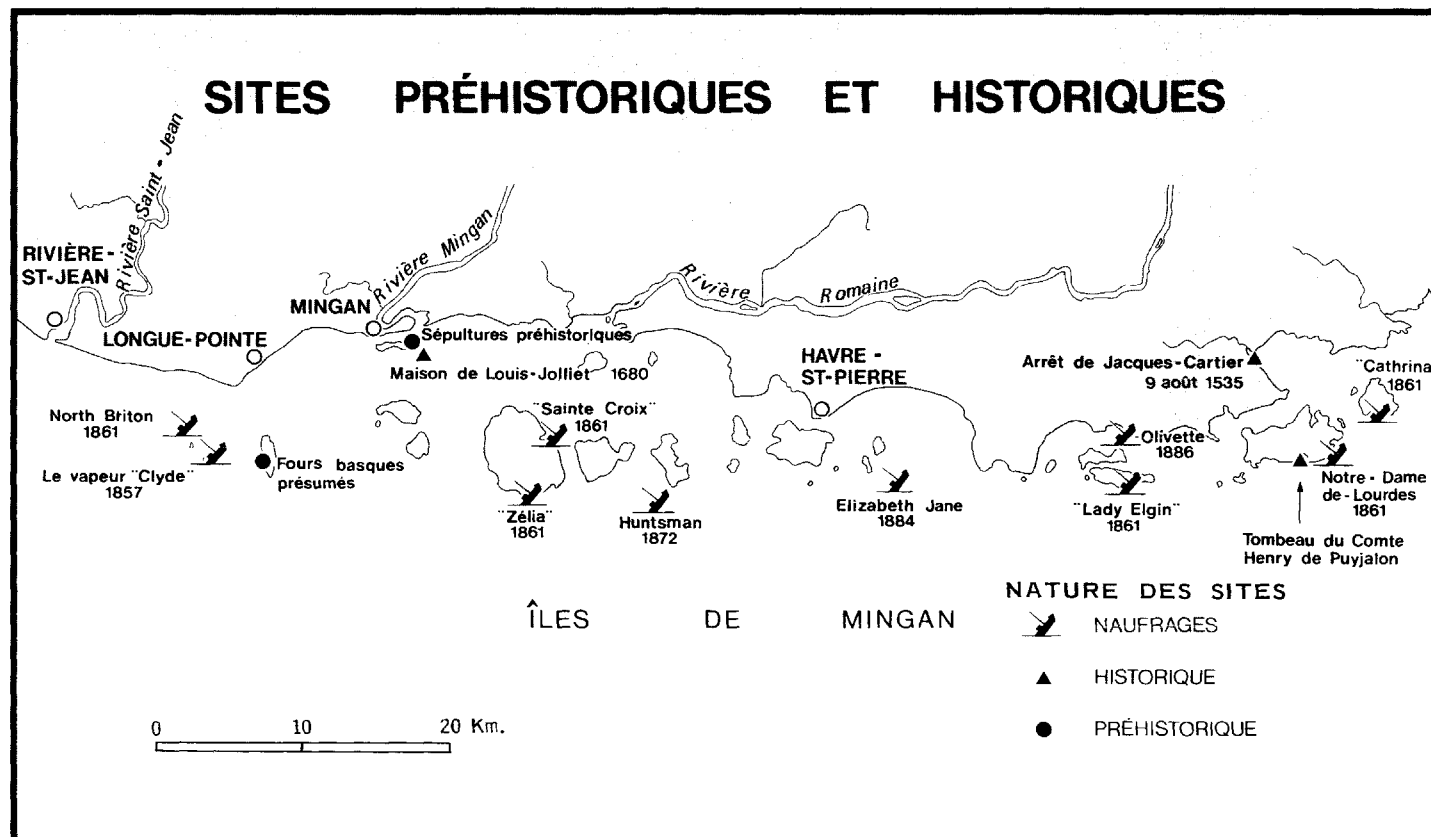 SITES PRÉHISTORIQUES ET HISTORIQUES
Rivière Saint-Jean
RIVIÈRE-
ST-JEAN
LONGUE-POINTE
MINGAN
Rivière Mingan
Rivière Romaine
Sépultures préhistoriques
Maison de Louis-Jolliet 1680
HAVRE -
ST-PIERRE
Arrêt de Jacques-Cartier
9 août 1535
"Cathrina
1861
North Briton
1861
Le vapeur "Clyde"
1857
Fours basques
présumés
"Sainte Croix"
1861
"Zélia"
1861
Huntsman
1872
Elizabeth Jane
1884
Olivette
1886
"Lady Elgin"
1861
Notre - Dame
de - Lourdes
1861
Tombeau du Comte
Henry de Puyjalon
ÎLES DE MINGAN
NATURE DES SITES
NAUFRAGES
HISTORIQUE
PRÉHISTORIQUE
0 10 20 Km.